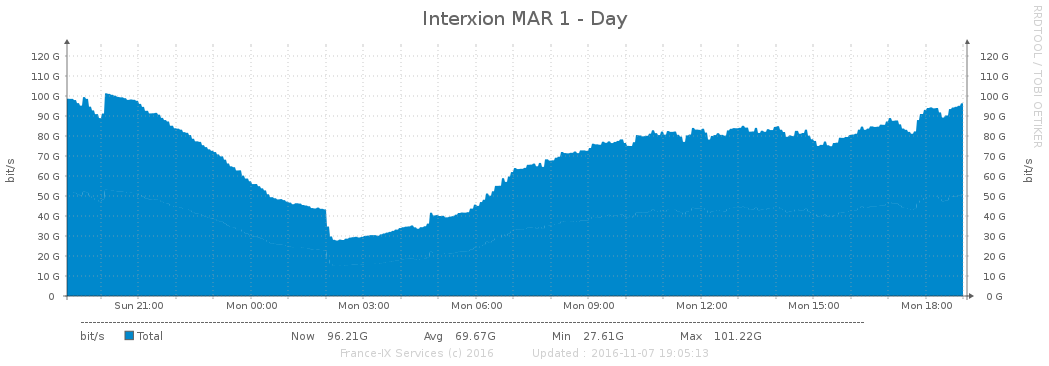 Interxion MAR 1 - Day
RRDTOOL / TOBI OETIKER
120 G 120 G
110 G 110 G
100 G 100 G
90 G 90 G
80 G 80 G
70 G 70 G
60 G 60 G
50 G 50 G
40 G 40 G
30 G 30 G
20 G 20 G
10 G 10 G
0 0 G
bit/s
bit/s
Sun 21:00 Mon 00:00 Mon 03:00 Mon 06:00 Mon 09:00 Mon 12:00 Mon 15:00 Mon 18:00
bit/s Total Now 96.21G Avg 69.67G Min 27.61G Max 101.22G
France-IX Services (c) 2016 Updated : 2016-11-07 19:05:13